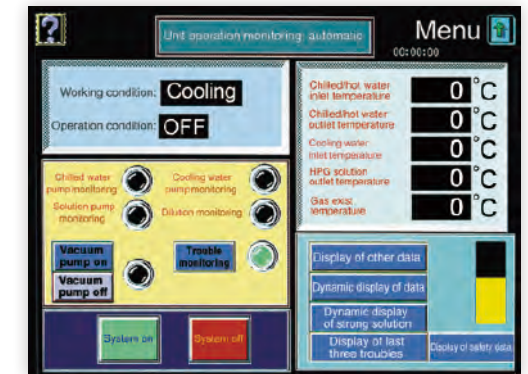 ?
Unit operation monitoring: automatic
Menu
00:00:00
Working condition: Cooling
Operation condition: OFF
Chilled/hot water
inlet temperature
0 °C
Chilled/hot water
outlet temperature
0 °C
Cooling water
inlet temperature
0 °C
HPG solution
outlet temperature
0 °C
Gas exist
temperature
0 °C
Chilled water
pump monitoring
Cooling water
pump monitoring
Solution pump
monitoring
Dilution monitoring
Vacuum
pump on
Trouble
monitoring
Vacuum
pump off
System on
System off
Display of other data
Dynamic display of data
Dynamic display
of strong solution
Display of last
three troubles
Display of safety data